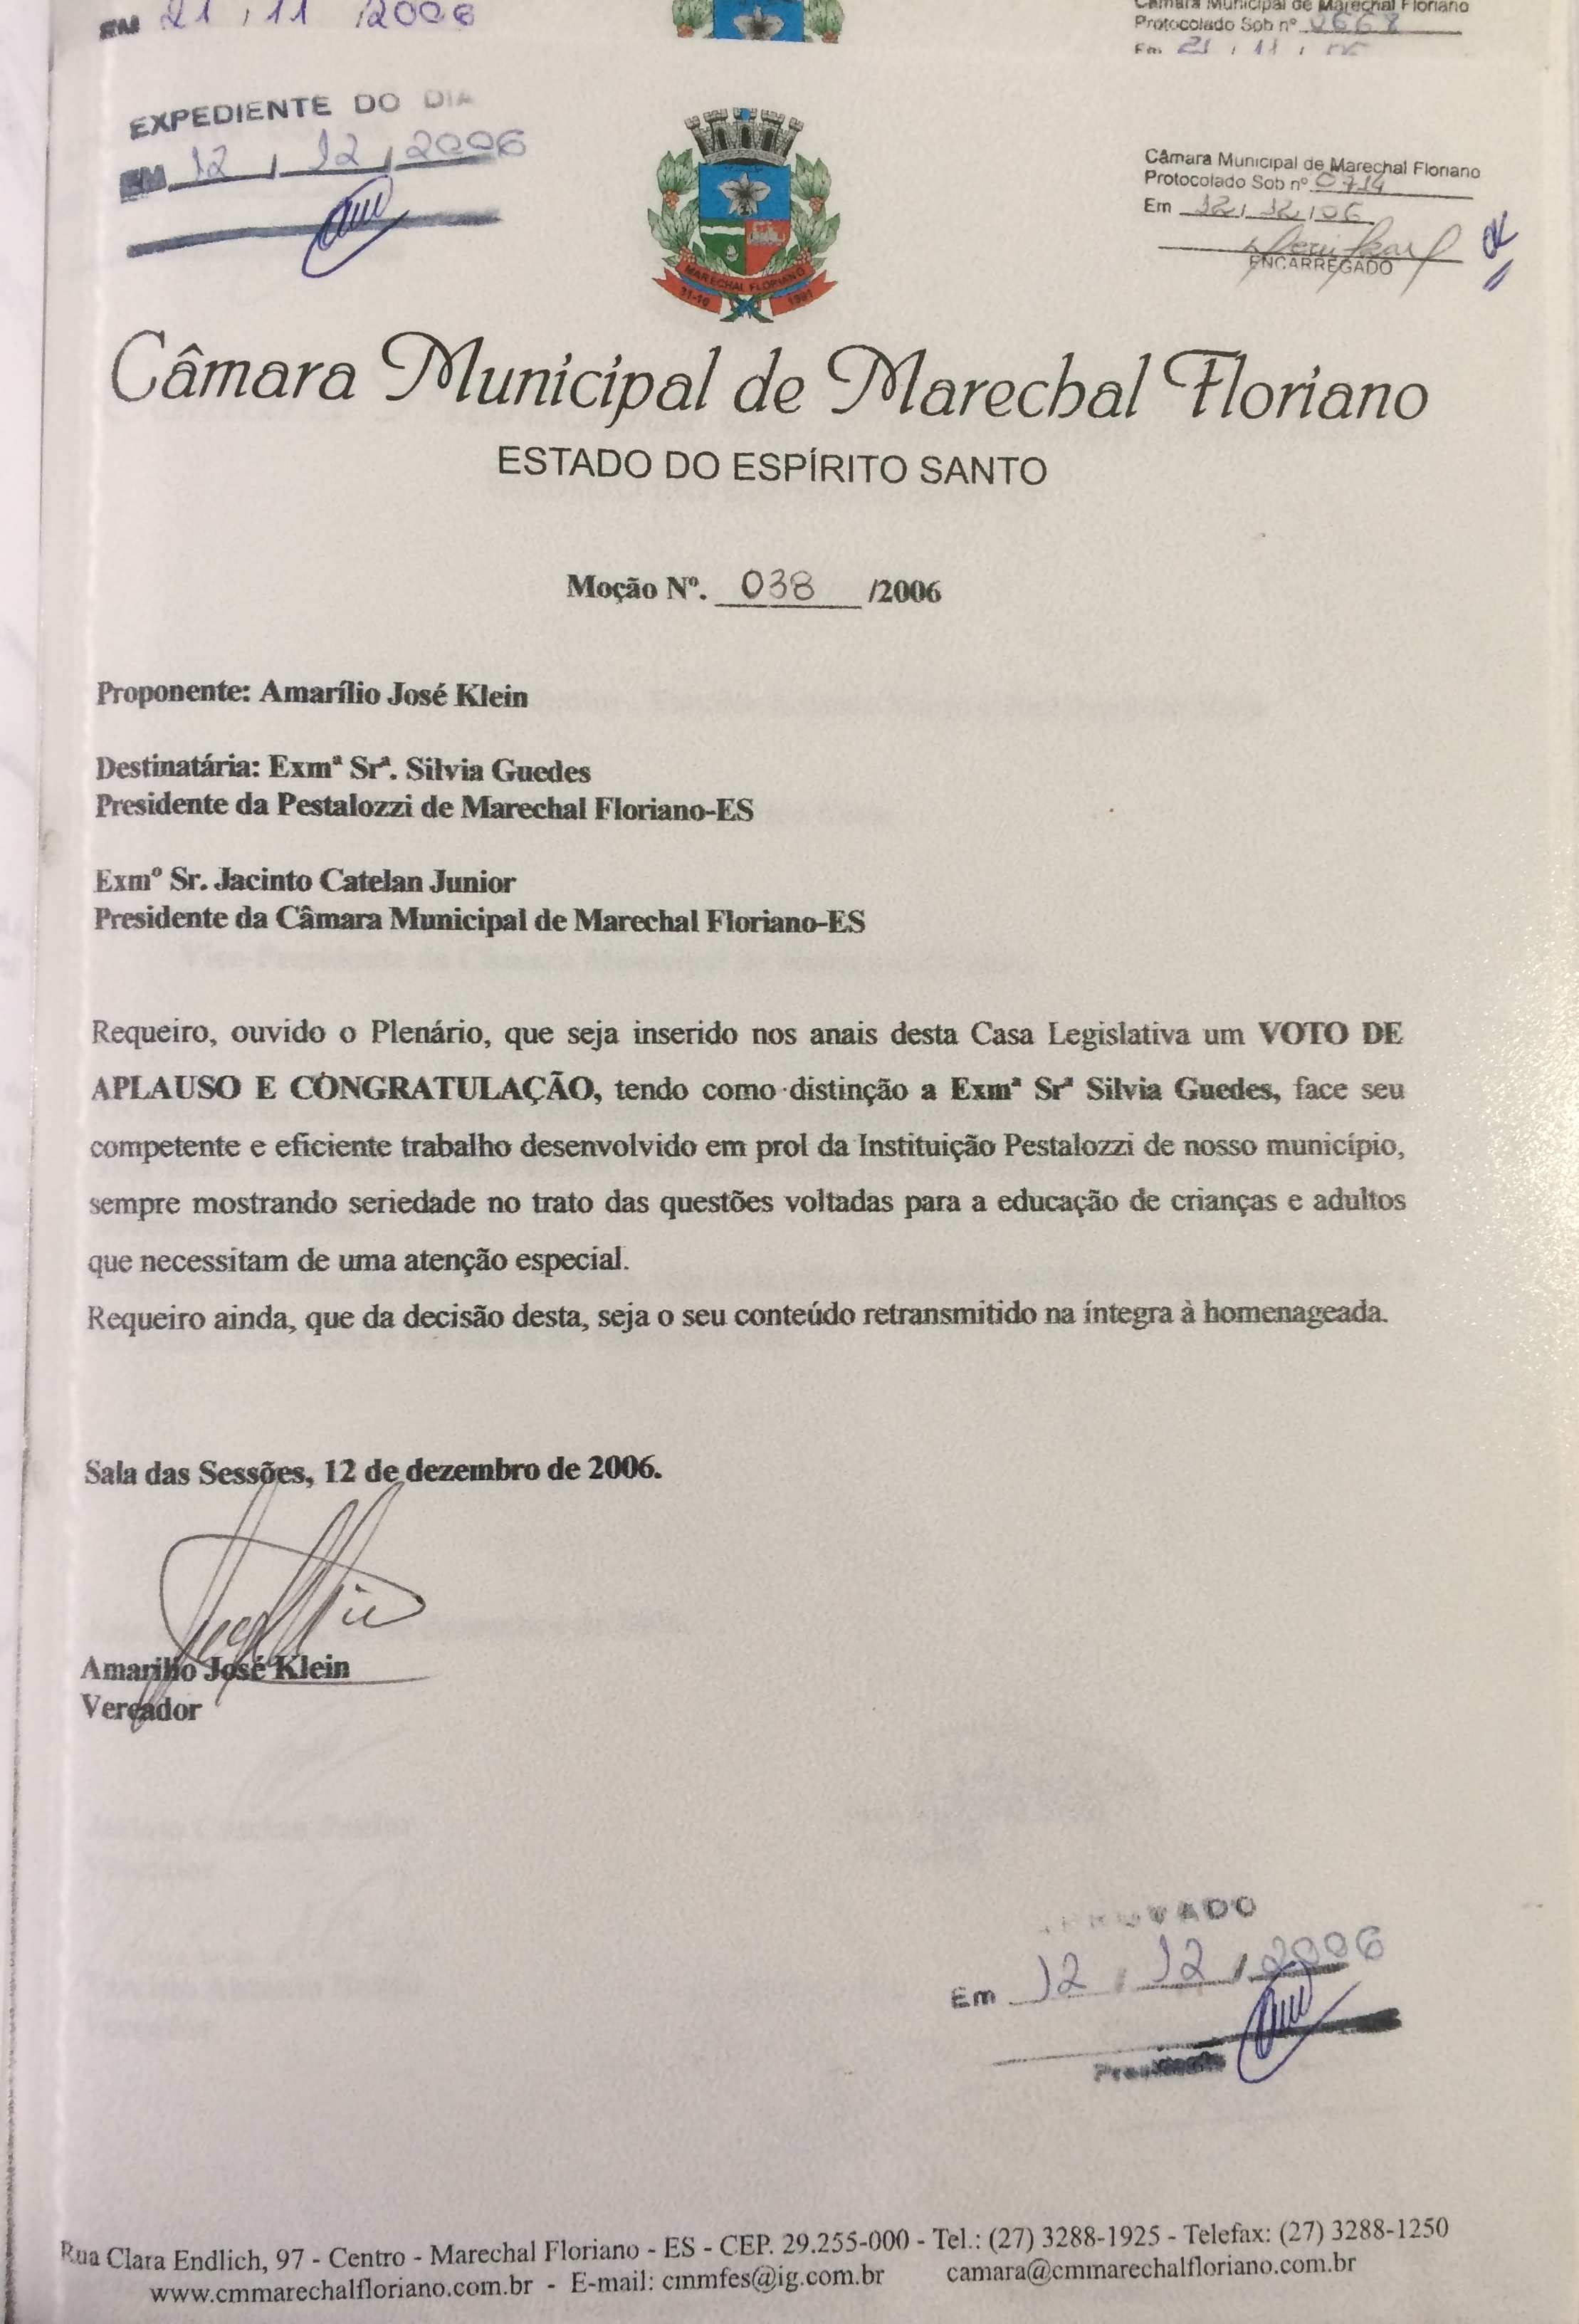 EM 21 / 11 /2006
Câmara Municipal de Marechal Floriano
Protocolado Sob nº 0668
Em 21 / 11 /
EXPEDIENTE DO DIA
EM 12 / 12 / 2006
Câmara Municipal de Marechal Floriano
Protocolado Sob nº 0714
Em 12 / 12 / 06
ENCARREGADO
MARECHAL FLORIANO
31-10 1991
Câmara Municipal de Marechal Floriano
ESTADO DO ESPÍRITO SANTO
Moção Nº. 038 /2006
Proponente: Amarílio José Klein
Destinatária: Exmª Srª. Silvia Guedes
Presidente da Pestalozzi de Marechal Floriano-ES
Exmº Sr. Jacinto Catelan Junior
Presidente da Câmara Municipal de Marechal Floriano-ES
Requeiro, ouvido o Plenário, que seja inserido nos anais desta Casa Legislativa um VOTO DE
APLAUSO E CONGRATULAÇÃO, tendo como distinção a Exmª Srª Silvia Guedes, face seu
competente e eficiente trabalho desenvolvido em prol da Instituição Pestalozzi de nosso município,
sempre mostrando seriedade no trato das questões voltadas para a educação de crianças e adultos
que necessitam de uma atenção especial.
Requeiro ainda, que da decisão desta, seja o seu conteúdo retransmitido na íntegra à homenageada.
Sala das Sessões, 12 de dezembro de 2006.
Amarilio José Klein
Vereador
Em 12 / 12 / 2006
Presidente
Rua Clara Endlich, 97 - Centro - Marechal Floriano - ES - CEP. 29.255-000 - Tel.: (27) 3288-1925 - Telefax: (27) 3288-1250
www.cmmarechalfloriano.com.br - E-mail: cmmfes@ig.com.br camara@cmmarechalfloriano.com.br